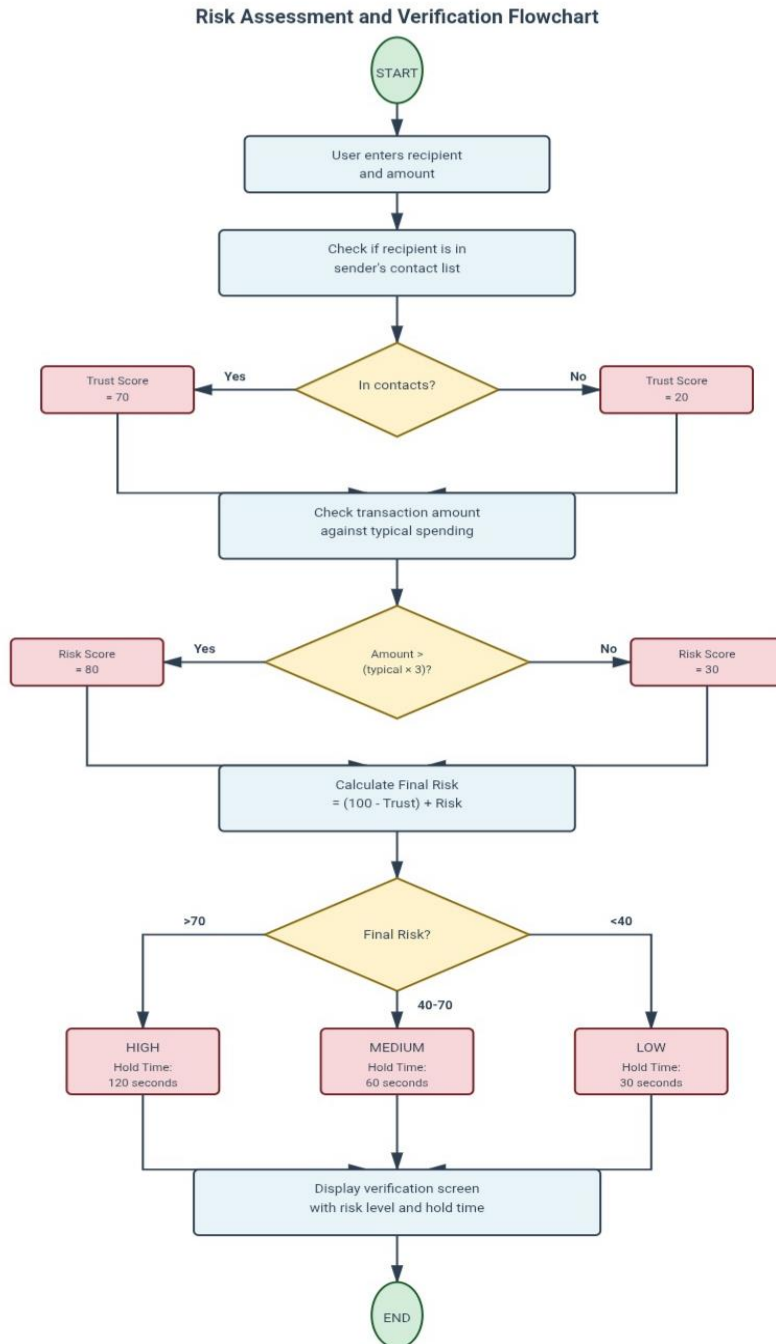 Risk Assessment and Verification Flowchart
START
User enters recipient
and amount
Check if recipient is in
sender's contact list
In contacts?
Yes
No
Trust Score
= 70
Trust Score
= 20
Check transaction amount
against typical spending
Amount >
(typical × 3)?
Yes
No
Risk Score
= 80
Risk Score
= 30
Calculate Final Risk
= (100 - Trust) + Risk
Final Risk?
>70
40-70
<40
HIGH
Hold Time:
120 seconds
MEDIUM
Hold Time:
60 seconds
LOW
Hold Time:
30 seconds
Display verification screen
with risk level and hold time
END